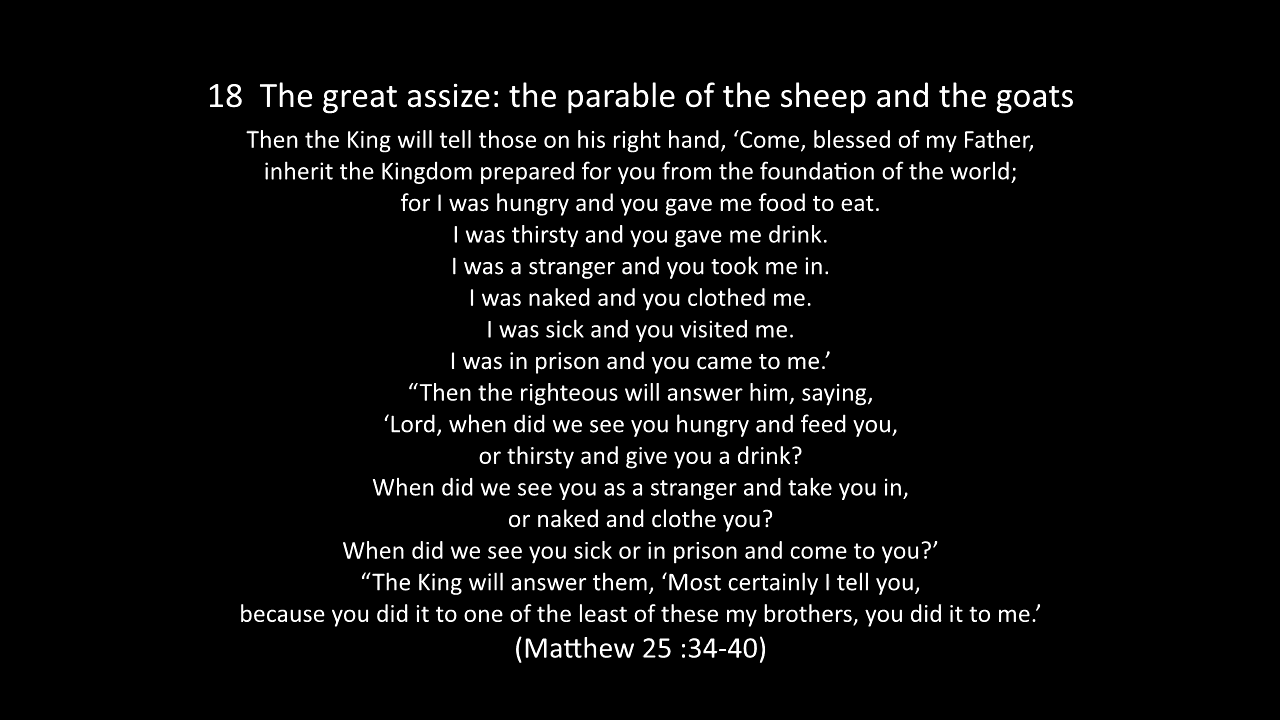 18  The great assize: the parable of the sheep and the goats
Then the King will tell those on his right hand, ‘Come, blessed of my Father,
inherit the Kingdom prepared for you from the foundation of the world;
for I was hungry and you gave me food to eat.
I was thirsty and you gave me drink.
I was a stranger and you took me in.
I was naked and you clothed me.
I was sick and you visited me.
I was in prison and you came to me.’
“Then the righteous will answer him, saying,
‘Lord, when did we see you hungry and feed you,
or thirsty and give you a drink?
When did we see you as a stranger and take you in,
or naked and clothe you?
When did we see you sick or in prison and come to you?’
“The King will answer them, ‘Most certainly I tell you,
because you did it to one of the least of these my brothers, you did it to me.’
(Matthew 25 :34-40)